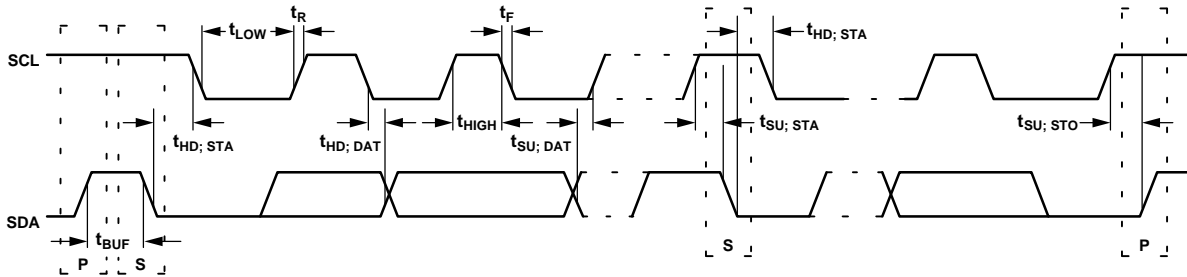 tR
tF
tLOW
tHD; STA
SCL
tHD; STA
tHD; DAT
tHIGH
tSU; DAT
tSU; STA
tSU; STO
SDA
tBUF
P
S
S
P